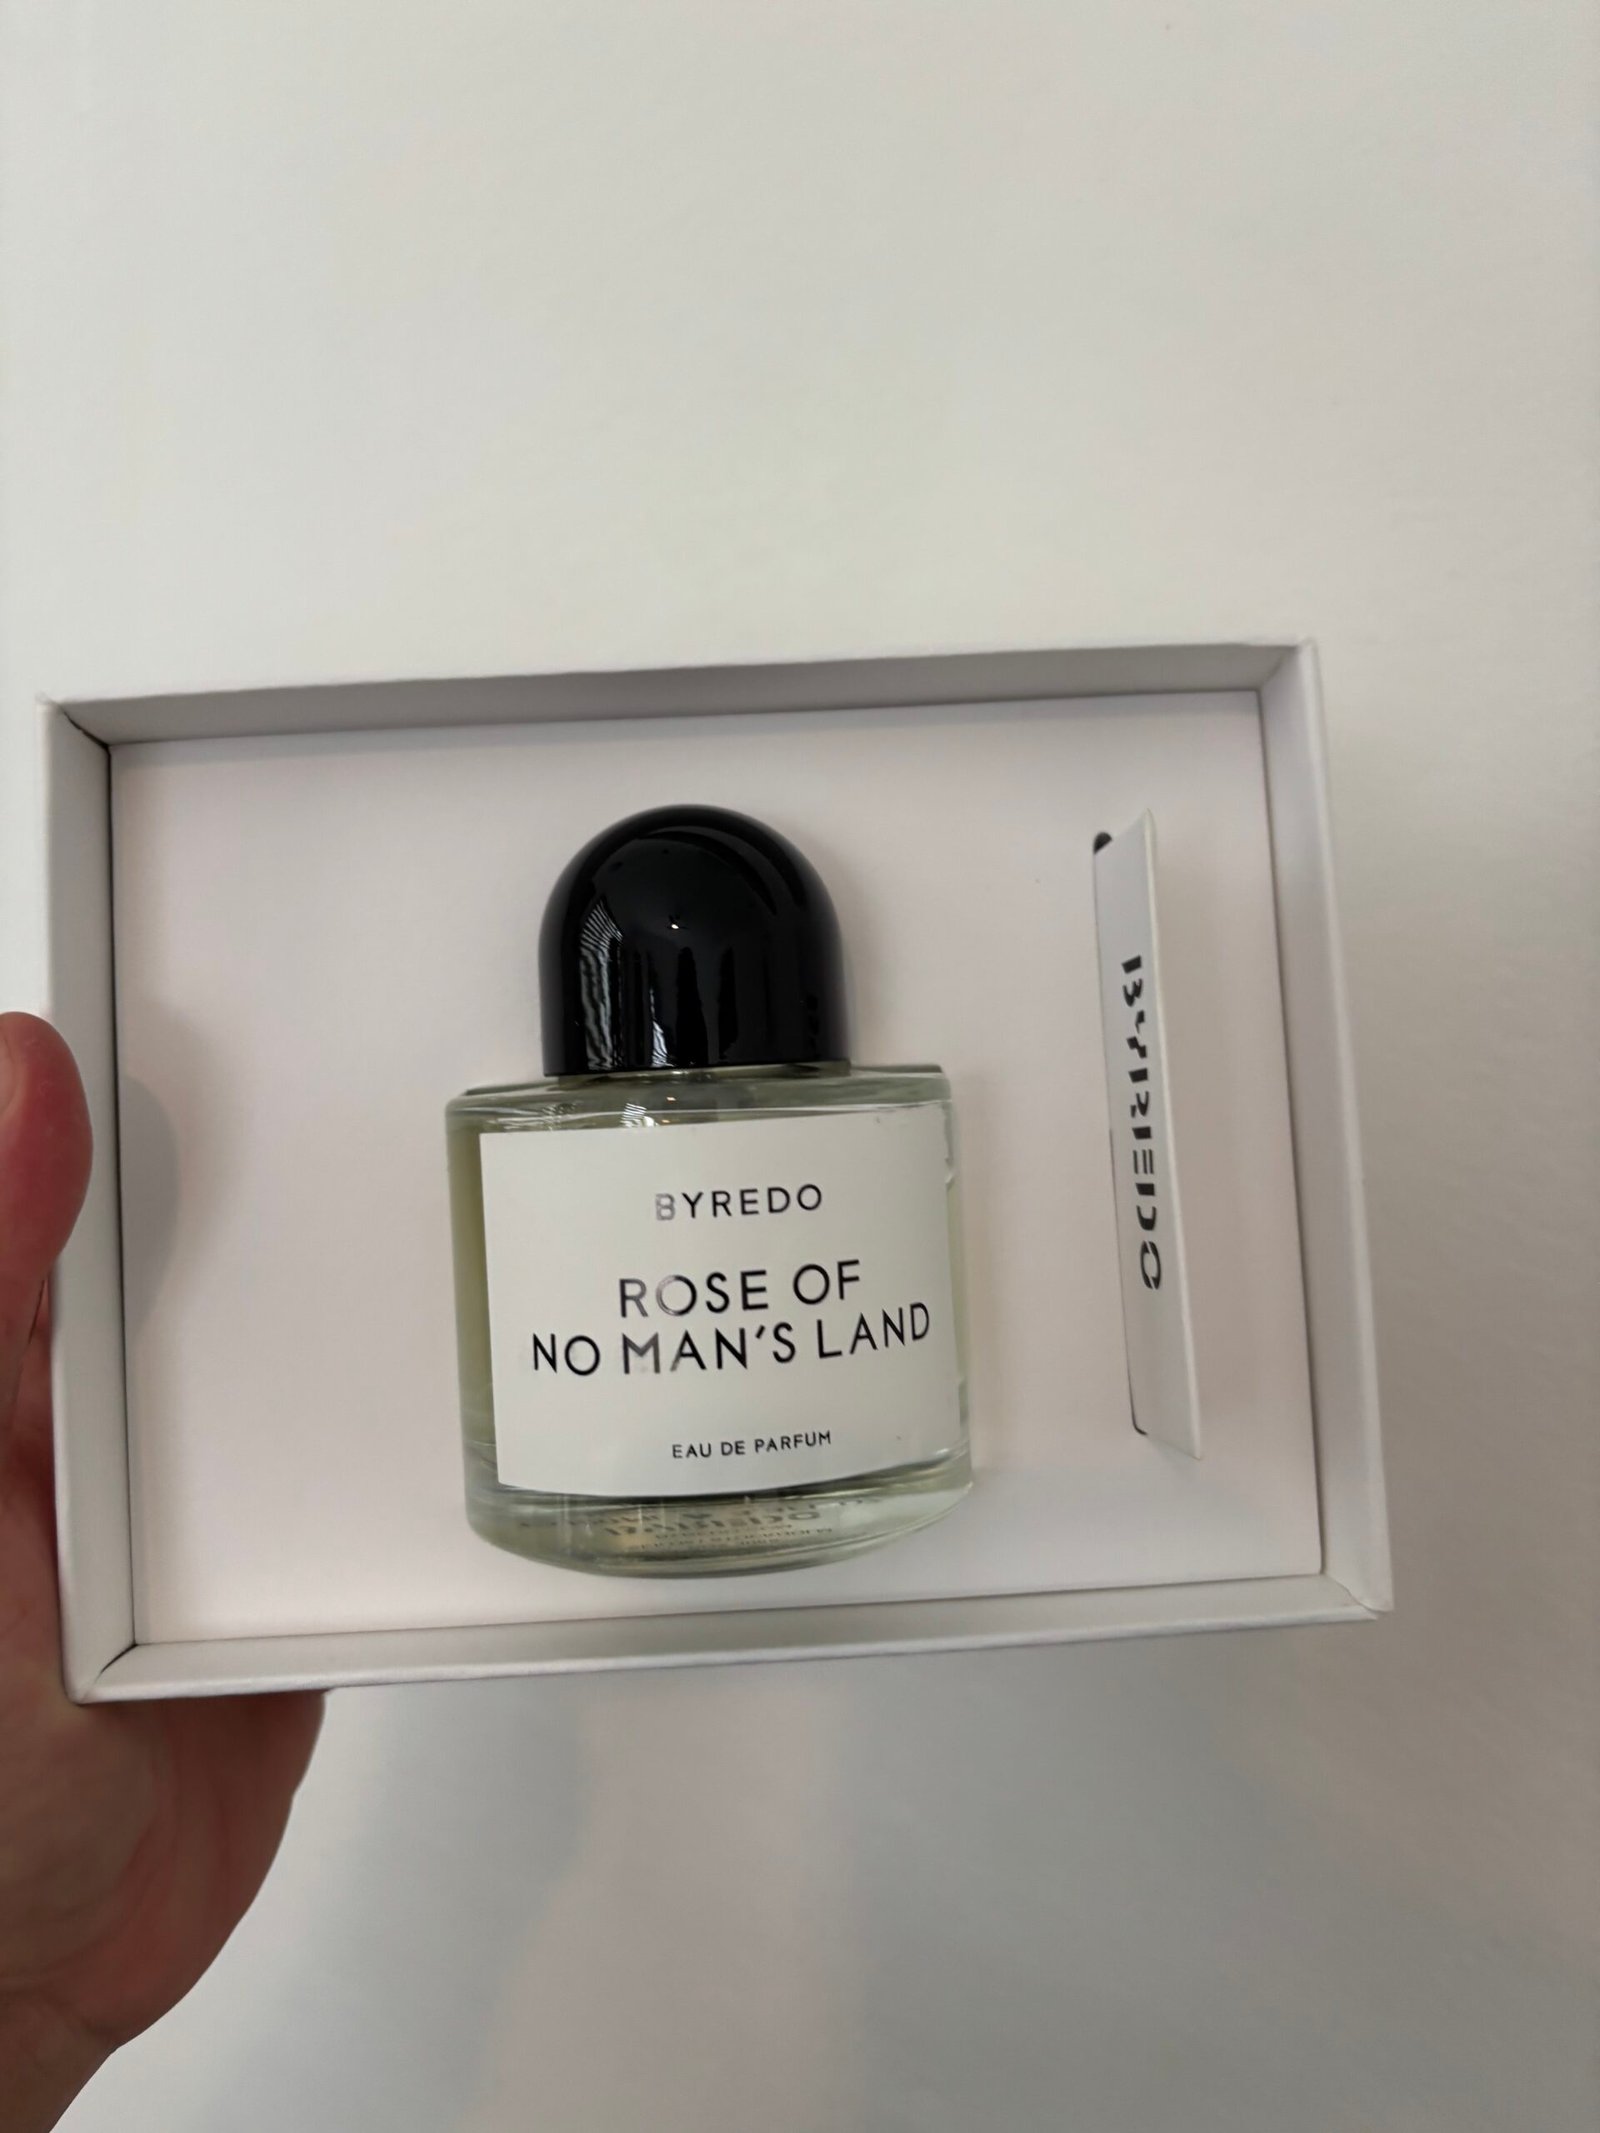 BYREDO
ROSE OF
NO MAN'S LAND
EAU DE PARFUM
BYREDO